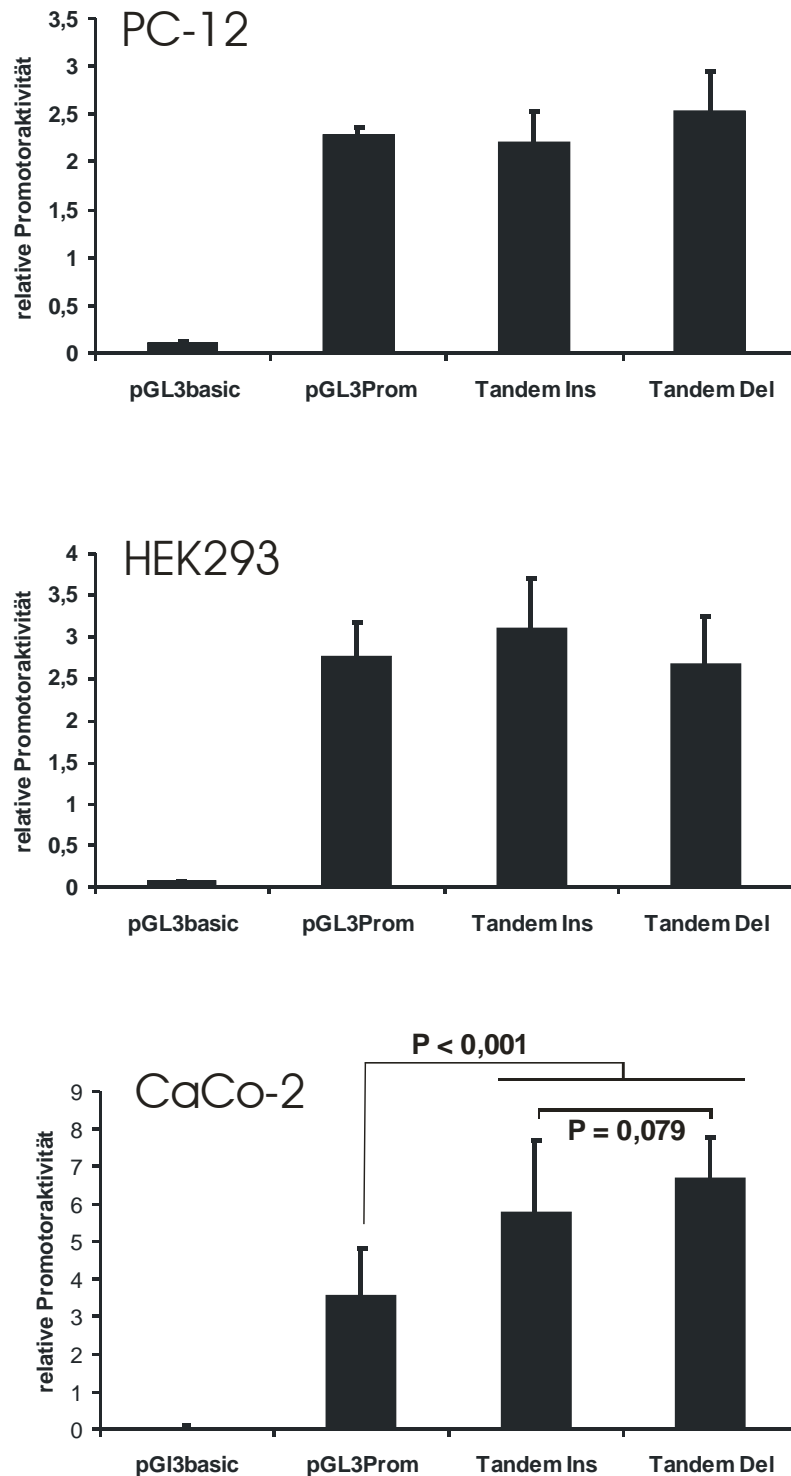 PC-12
relative Promotoraktivität
3,5
3
2,5
2
1,5
1
0,5
0
pGL3basic pGL3Prom Tandem Ins Tandem Del
HEK293
relative Promotoraktivität
4
3,5
3
2,5
2
1,5
1
0,5
0
pGL3basic pGL3Prom Tandem Ins Tandem Del
P < 0,001
CaCo-2
P = 0,079
relative Promotoraktivität
9
8
7
6
5
4
3
2
1
0
pGl3basic pGL3Prom Tandem Ins Tandem Del